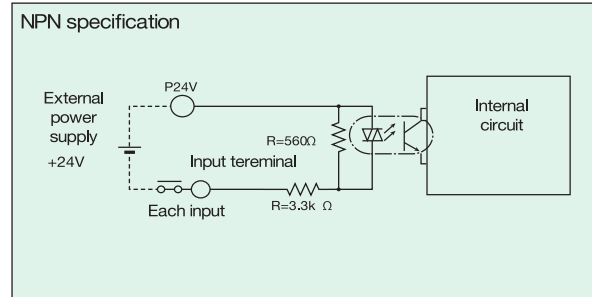 NPN specification
P24V
External
power
supply
+24V
Internal
circuit
R=560Ω
Input tereminal
Each input
R=3.3k Ω